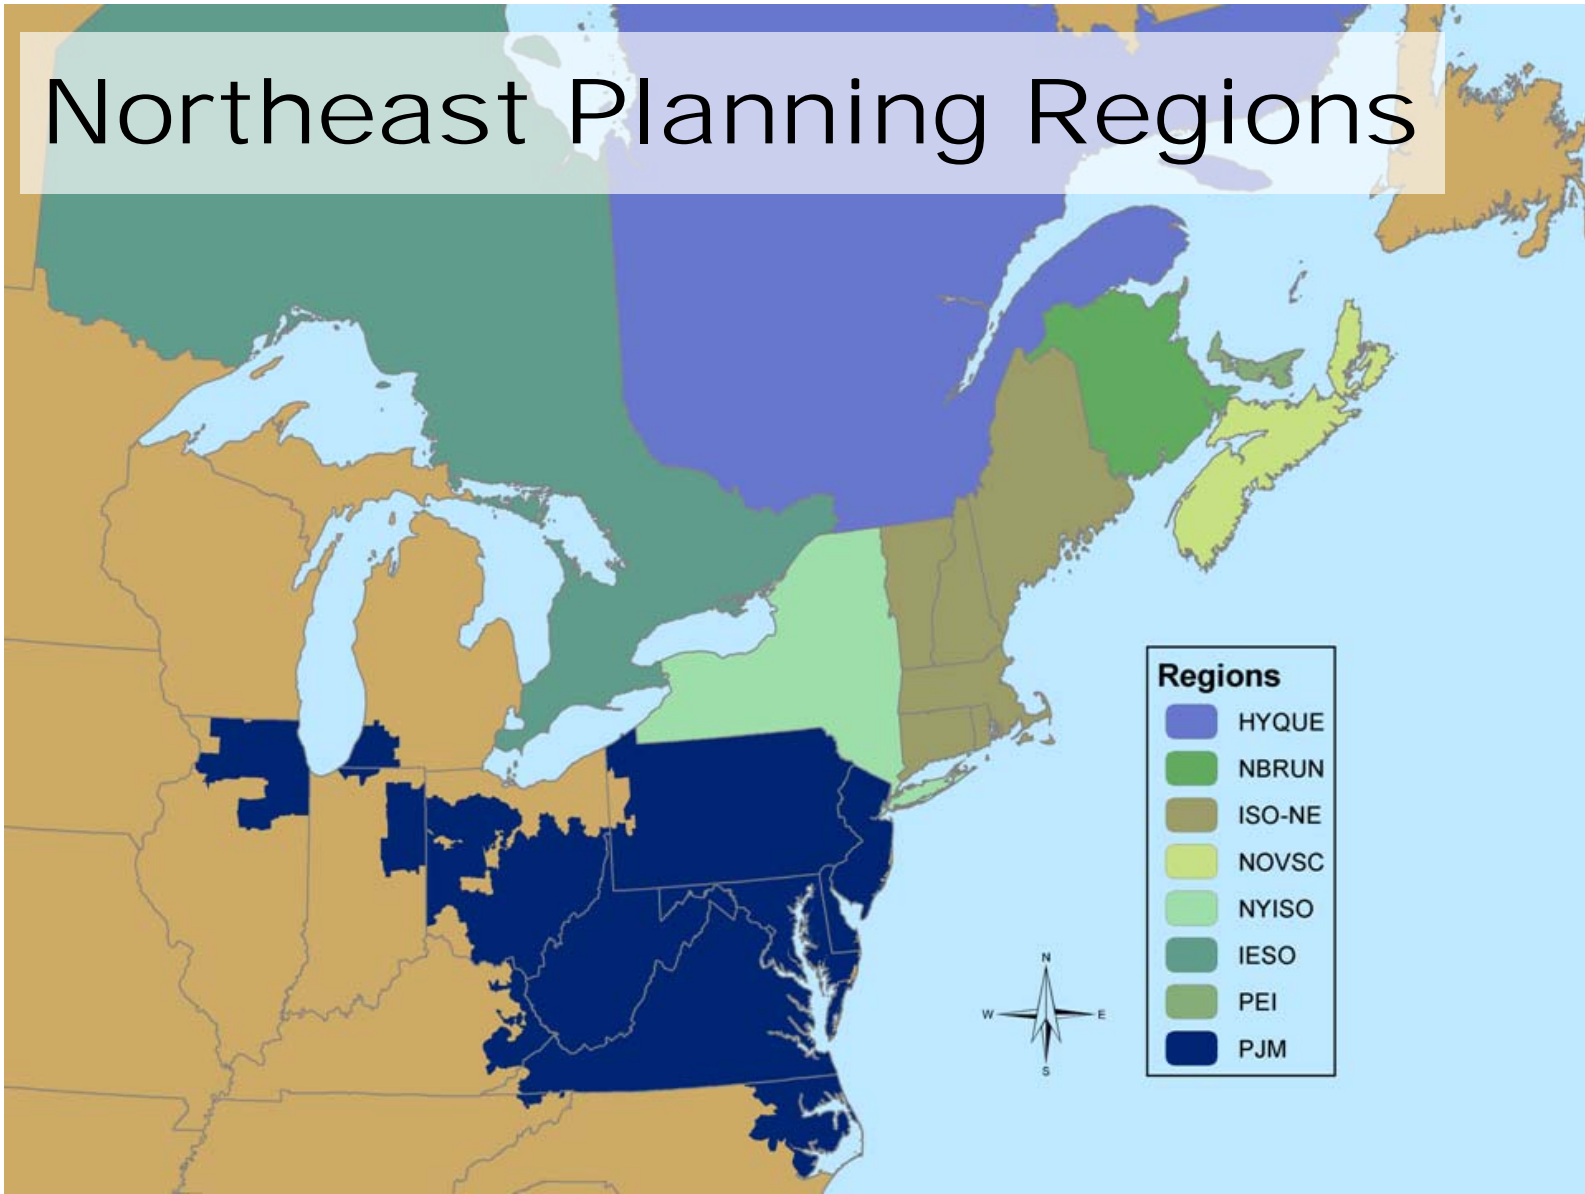 Northeast Planning Regions
Regions
HYQUE
NBRUN
ISO-NE
NOVSC
NYISO
IESO
PEI
PJM
N
W E
S